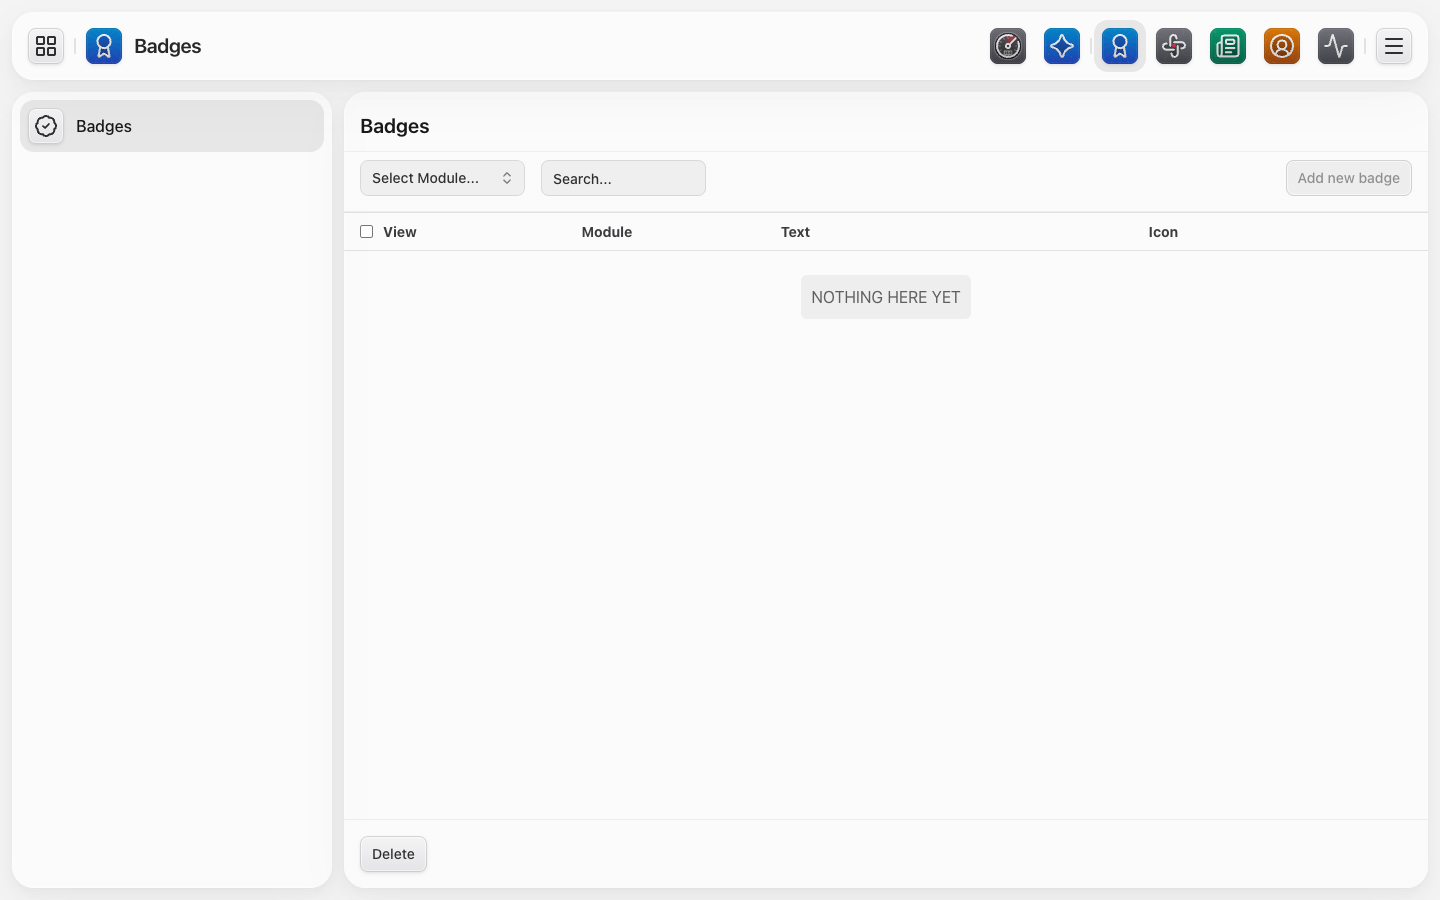 Badges
Badges
Badges
Select Module...
Search...
Add new badge
View Module Text Icon
NOTHING HERE YET
Delete